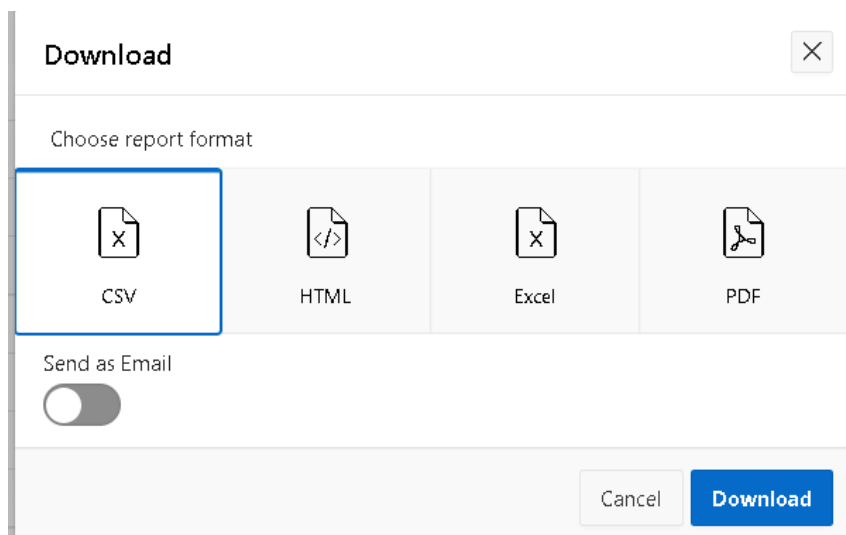 Download
Choose report format
CSV HTML Excel PDF
Send as Email
Cancel Download